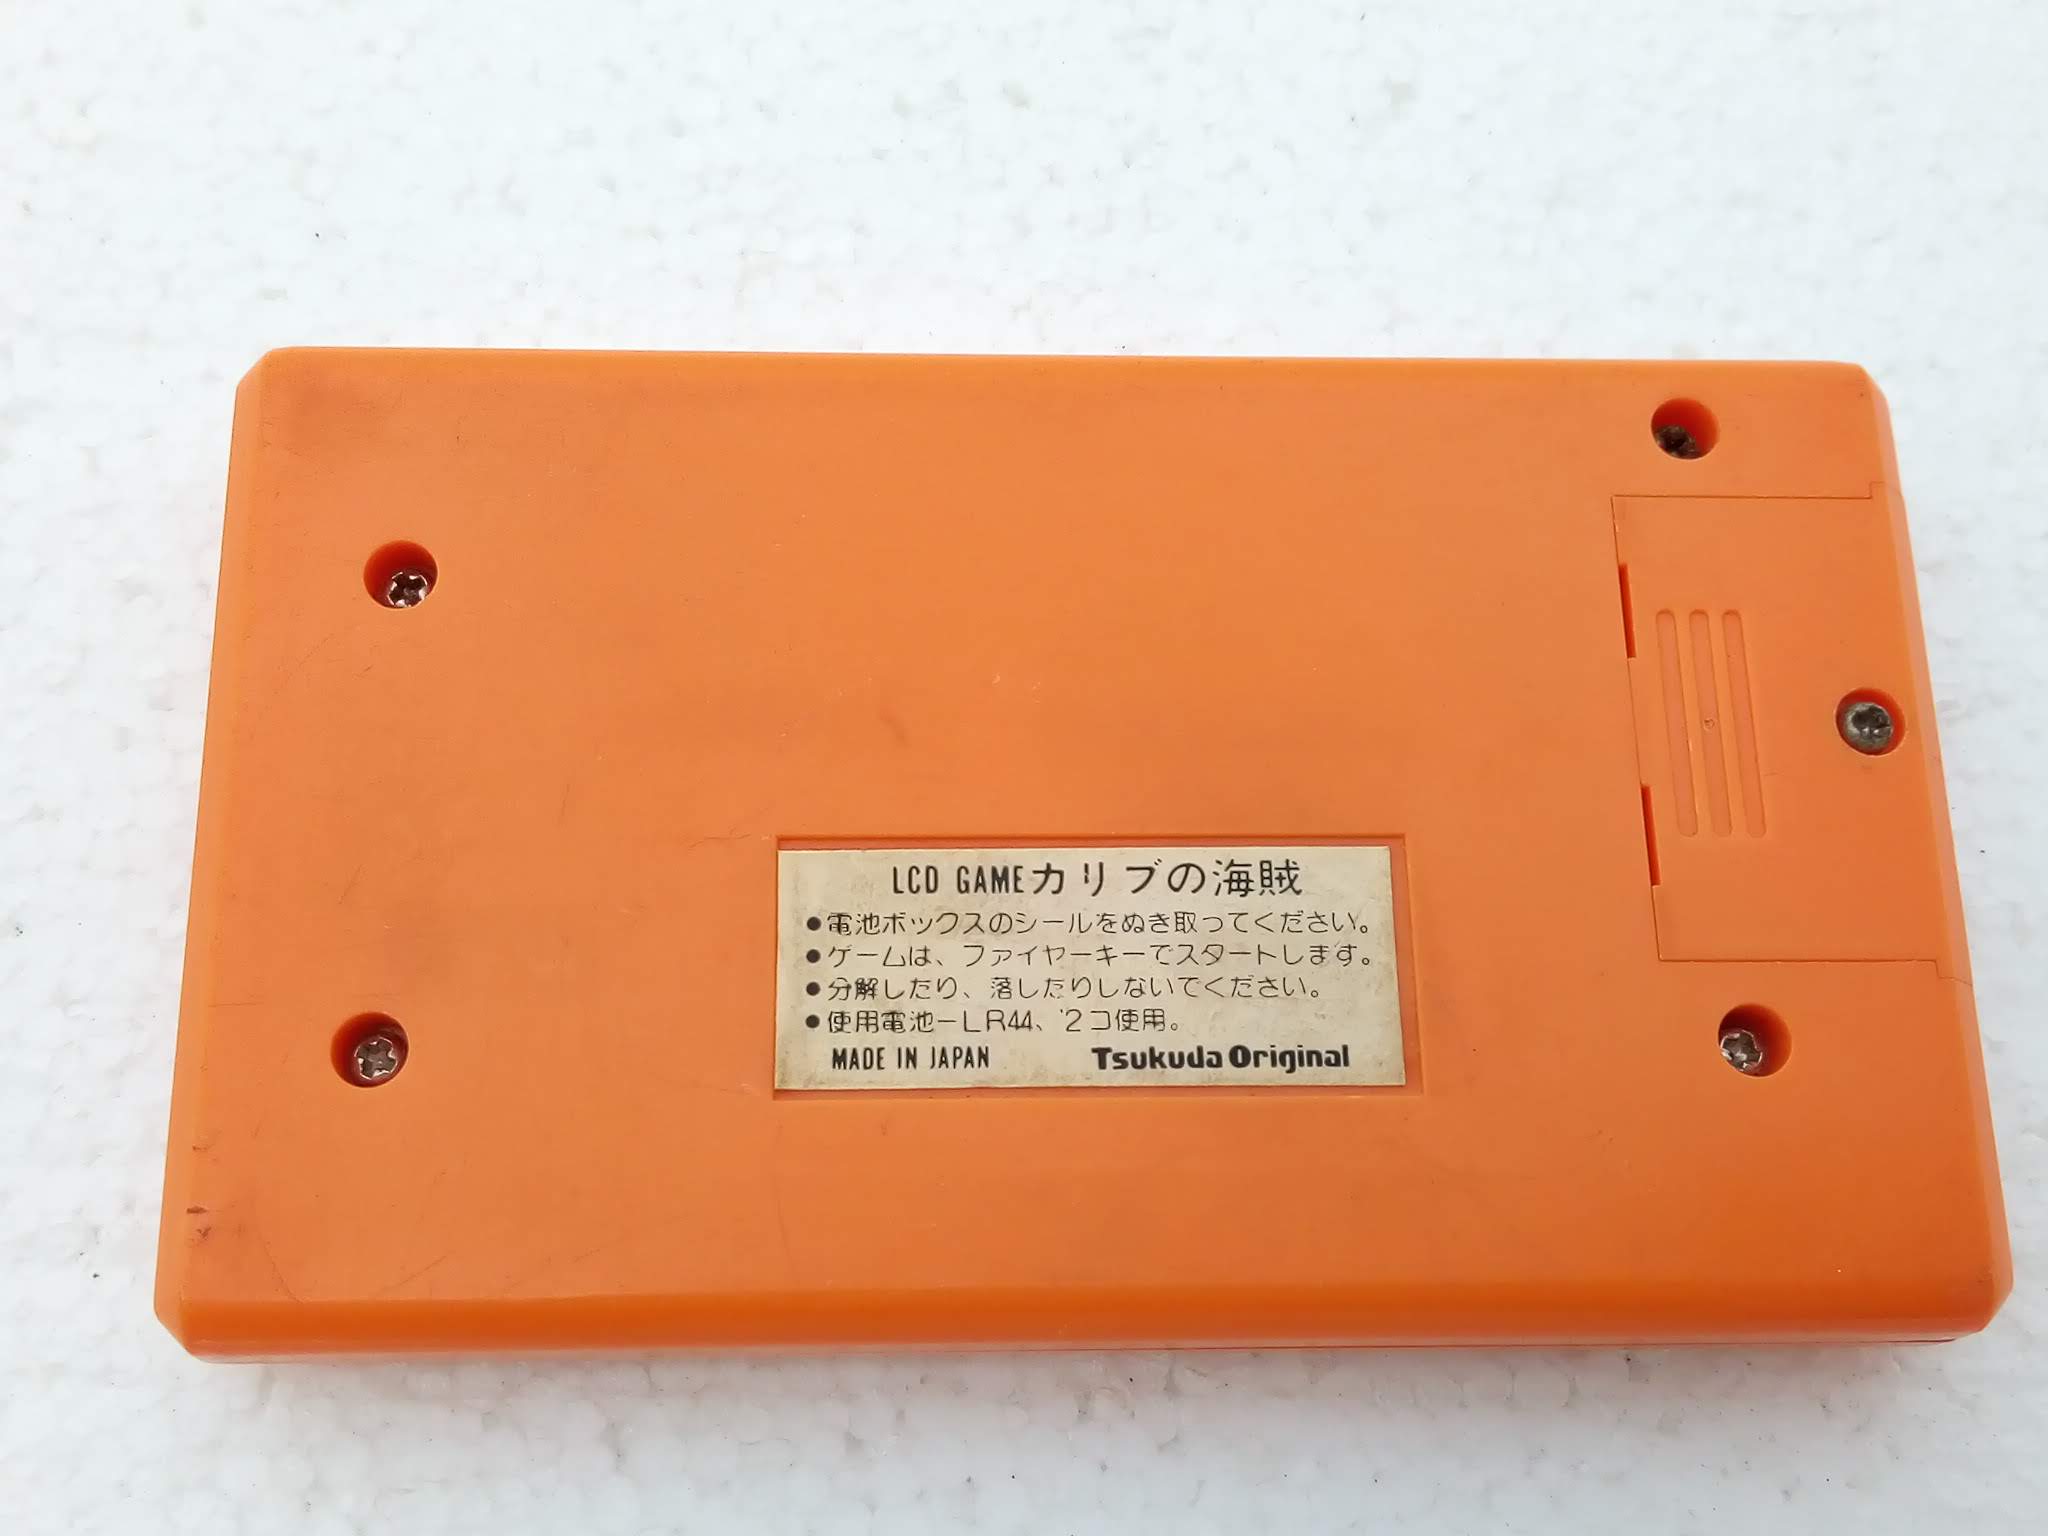 LCD GAMEカリブの海賊
●電池ボックスのシールをぬき取ってください。
●ゲームは、ファイヤーキーでスタートします。
●分解したり、落したりしないでください。
●使用電池ーLR44、2コ使用。
MADE IN JAPAN Tsukuda Original